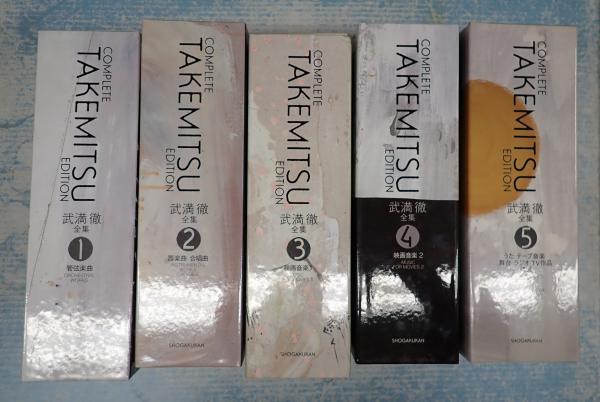 COMPLETE
TAKEMITSU
EDITION
武満徹
全集
1
管弦楽曲
ORCHESTRAL
WORKS
COMPLETE
TAKEMITSU
EDITION
武満徹
全集
2
器楽曲 合唱曲
SHOGAKUKAN
COMPLETE
TAKEMITSU
EDITION
武満徹
全集
3
映画音楽1
SHOGAKUKAN
COMPLETE
TAKEMITSU
EDITION
武満徹
全集
4
映画音楽2
MUSIC
FOR MOVIES 2
SHOGAKUKAN
COMPLETE
TAKEMITSU
EDITION
武満徹
全集
5
うた・テープ音楽
舞台・ラジオ・TV作品
SHOGAKUKAN